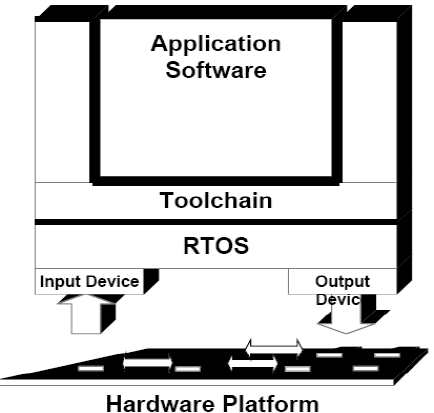 Application
Software
Toolchain
RTOS
Input Device
Output
Device
Hardware Platform